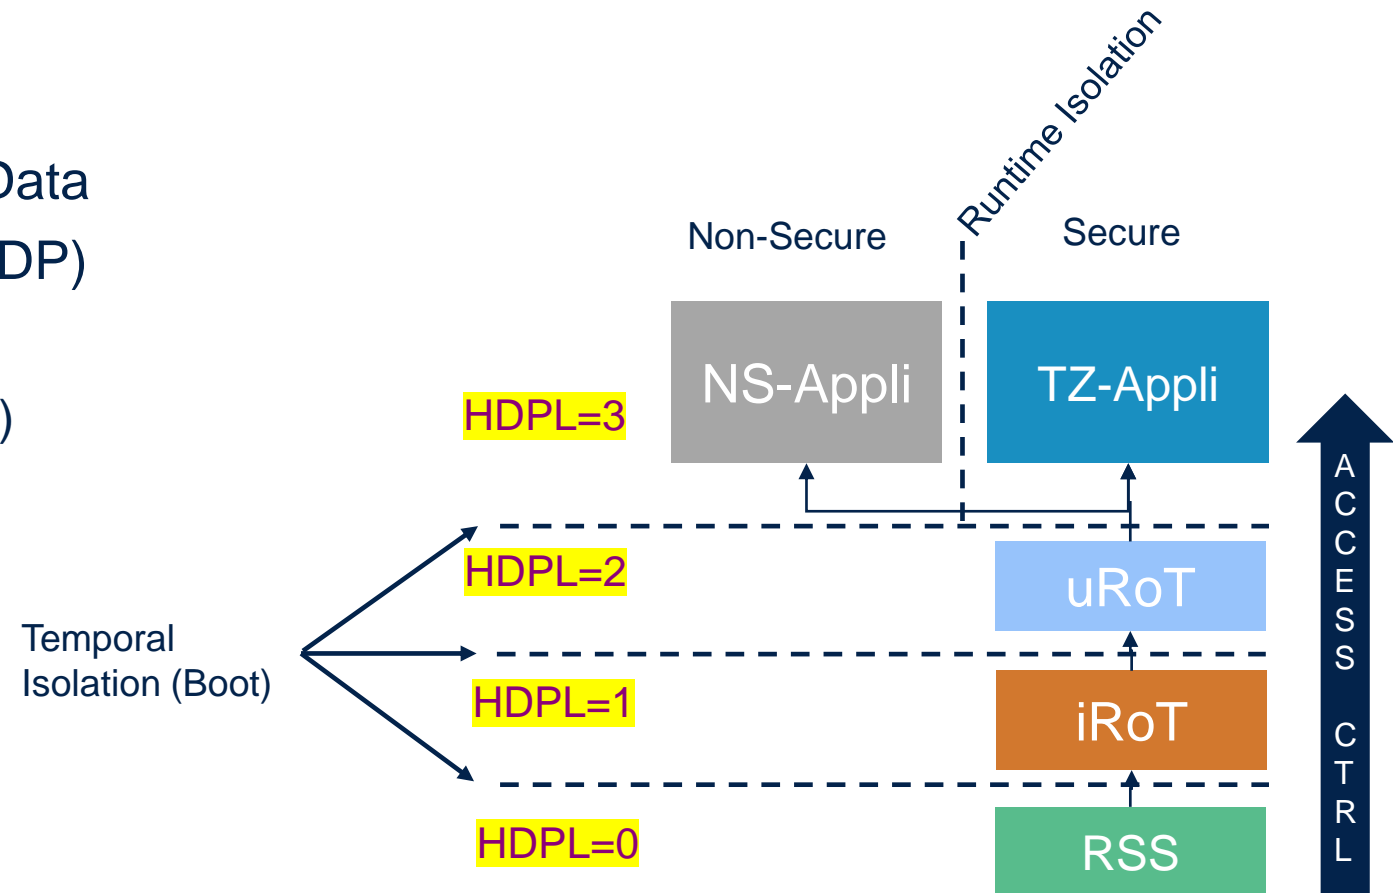 Data
DP)
)
Runtime Isolation
Non-Secure
Secure
NS-Appli
TZ-Appli
HDPL=3
HDPL=2
uRoT
Temporal
Isolation (Boot)
HDPL=1
iRoT
HDPL=0
RSS
ACCESS CTRL